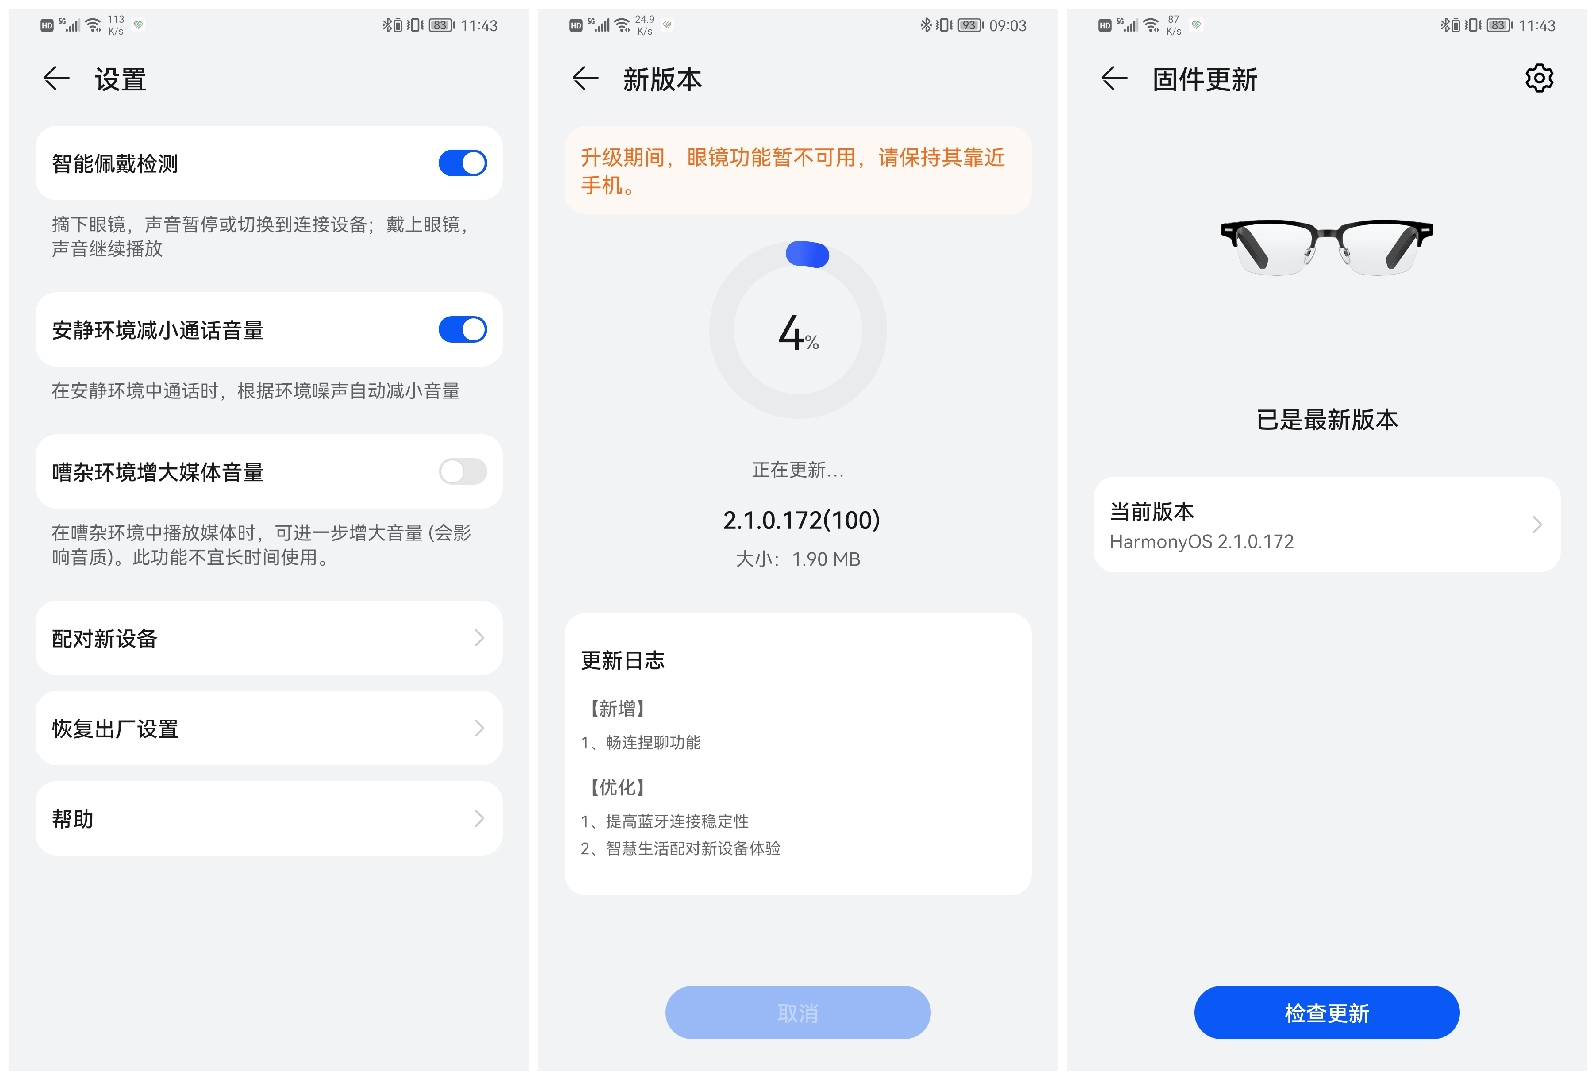 HD 5G 113 K/s 83 11:43
设置
智能佩戴检测
摘下眼镜，声音暂停或切换到连接设备；戴上眼镜，
声音继续播放
安静环境减小通话音量
在安静环境中通话时，根据环境噪声自动减小音量
嘈杂环境增大媒体音量
在嘈杂环境中播放媒体时，可进一步增大音量 (会影
响音质)。此功能不宜长时间使用。
配对新设备
恢复出厂设置
帮助
HD 5G 24.9 K/s 93 09:03
新版本
升级期间，眼镜功能暂不可用，请保持其靠近
手机。
4%
正在更新...
2.1.0.172(100)
大小：1.90 MB
更新日志
【新增】
1、畅连捏聊功能
【优化】
1、提高蓝牙连接稳定性
2、智慧生活配对新设备体验
取消
HD 5G 87 K/s 83 11:43
固件更新
已是最新版本
当前版本
HarmonyOS 2.1.0.172
检查更新